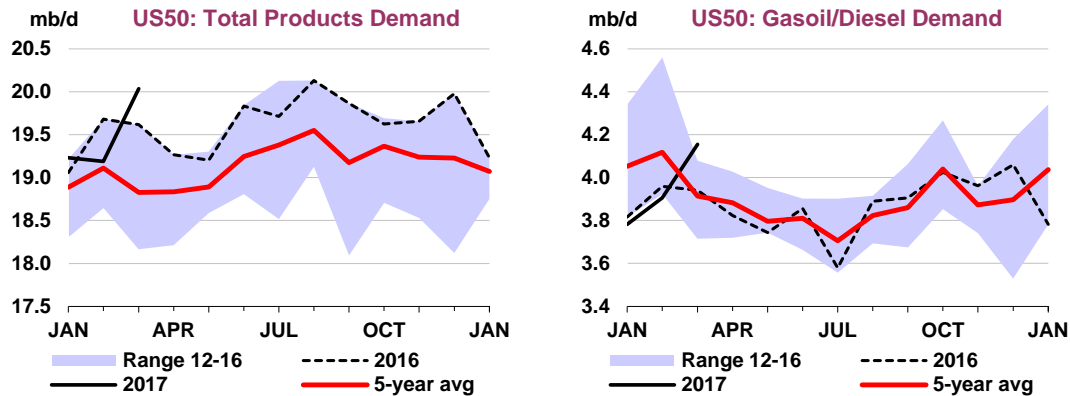 mb/d US50: Total Products Demand
20.5
20.0
19.5
19.0
18.5
18.0
17.5
JAN APR JUL OCT JAN
Range 12-16 2016
2017 5-year avg
mb/d US50: Gasoil/Diesel Demand
4.6
4.4
4.2
4.0
3.8
3.6
3.4
JAN APR JUL OCT JAN
Range 12-16 2016
2017 5-year avg